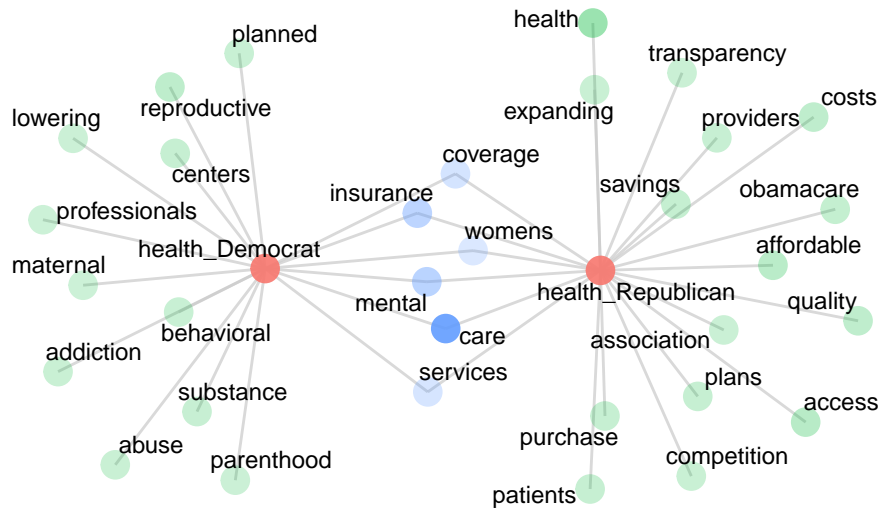 health
planned
transparency
costs
reproductive
expanding
lowering
providers
coverage
centers
insurance
savings
obamacare
professionals
womens
health_Democrat
affordable
maternal
health_Republican
mental
quality
behavioral
care
association
addiction
services
plans
substance
access
purchase
abuse
parenthood
competition
patients